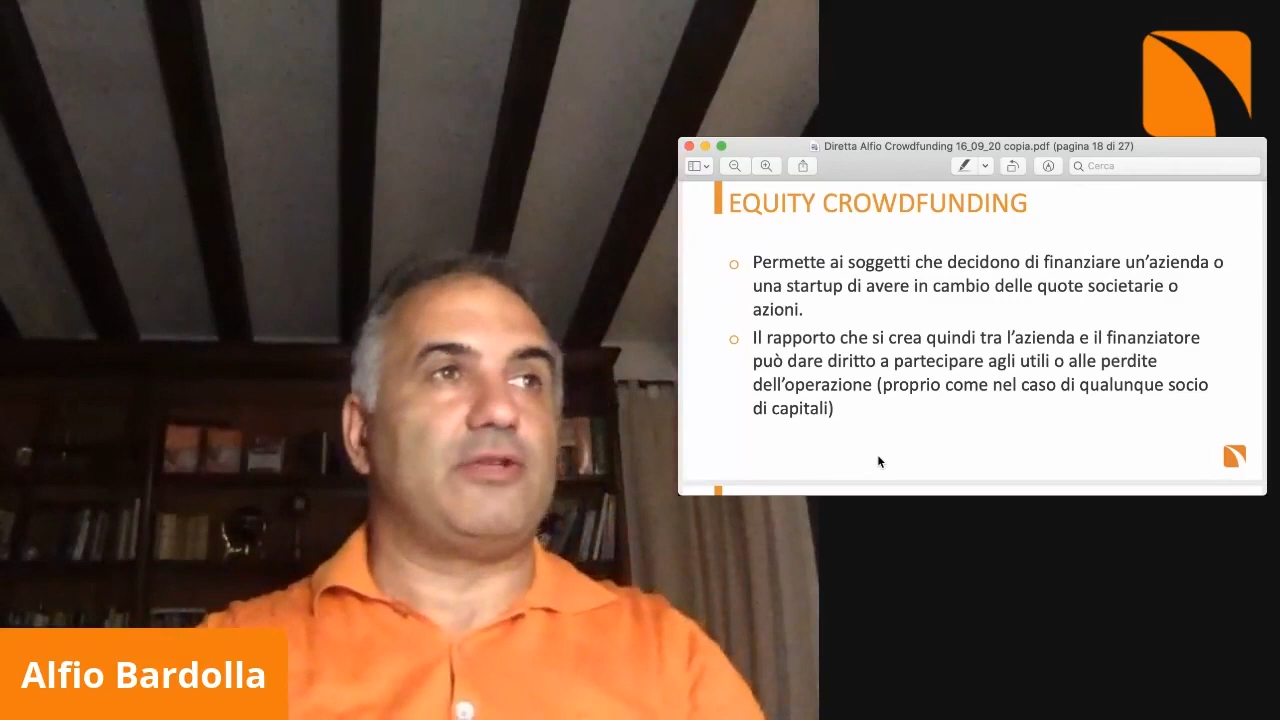 Diretta Alfio Crowdfunding 16_09_20 copia.pdf (pagina 18 di 27)
Cerca
EQUITY CROWDFUNDING
Permette ai soggetti che decidono di finanziare un’azienda o
una startup di avere in cambio delle quote societarie o
azioni.
Il rapporto che si crea quindi tra l’azienda e il finanziatore
può dare diritto a partecipare agli utili o alle perdite
dell’operazione (proprio come nel caso di qualunque socio
di capitali)
Alfio Bardolla